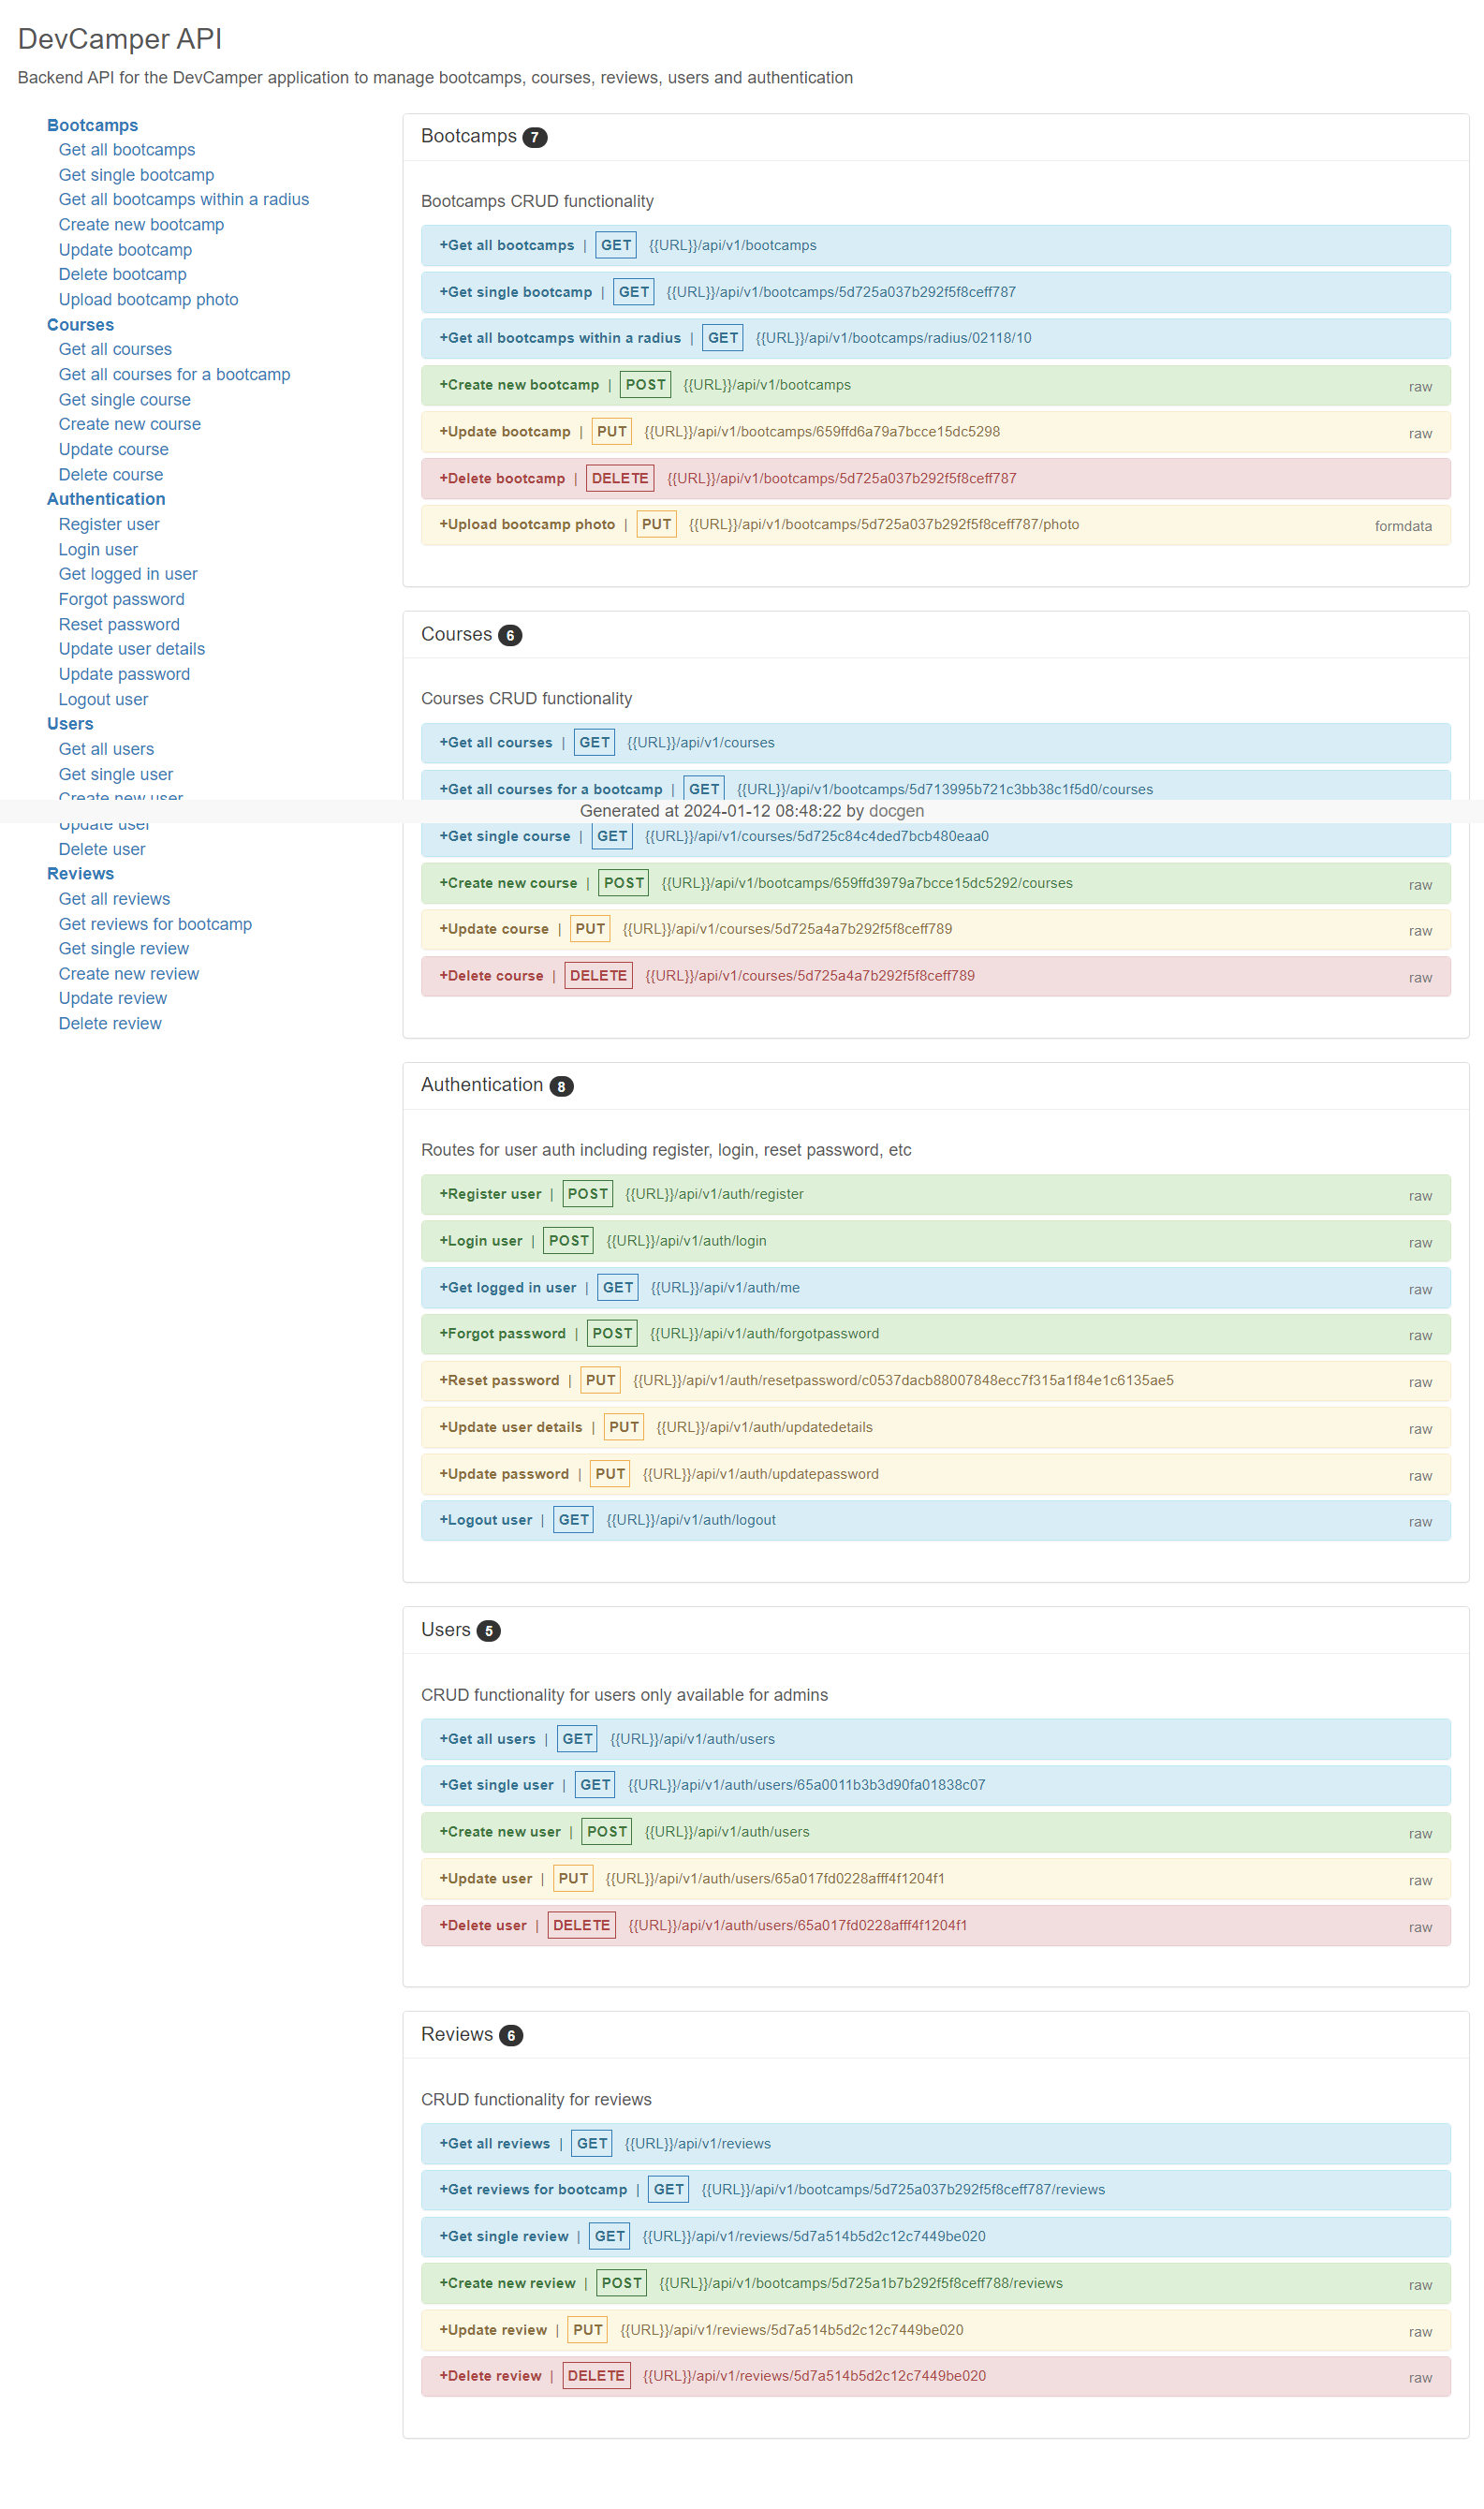 DevCamper API
Backend API for the DevCamper application to manage bootcamps, courses, reviews, users and authentication
Bootcamps
Get all bootcamps
Get single bootcamp
Get all bootcamps within a radius
Create new bootcamp
Update bootcamp
Delete bootcamp
Upload bootcamp photo
Courses
Get all courses
Get all courses for a bootcamp
Get single course
Create new course
Update course
Delete course
Authentication
Register user
Login user
Get logged in user
Forgot password
Reset password
Update user details
Update password
Logout user
Users
Get all users
Get single user
Create new user
Update user
Delete user
Reviews
Get all reviews
Get reviews for bootcamp
Get single review
Create new review
Update review
Delete review
Bootcamps 7
Bootcamps CRUD functionality
+Get all bootcamps | GET {{URL}}/api/v1/bootcamps
+Get single bootcamp | GET {{URL}}/api/v1/bootcamps/5d725a037b292f5f8ceff787
+Get all bootcamps within a radius | GET {{URL}}/api/v1/bootcamps/radius/02118/10
+Create new bootcamp | POST {{URL}}/api/v1/bootcamps raw
+Update bootcamp | PUT {{URL}}/api/v1/bootcamps/659ffd6a79a7bcce15dc5298 raw
+Delete bootcamp | DELETE {{URL}}/api/v1/bootcamps/5d725a037b292f5f8ceff787
+Upload bootcamp photo | PUT {{URL}}/api/v1/bootcamps/5d725a037b292f5f8ceff787/photo formdata
Courses 6
Courses CRUD functionality
+Get all courses | GET {{URL}}/api/v1/courses
+Get all courses for a bootcamp | GET {{URL}}/api/v1/bootcamps/5d713995b721c3bb38c1f5d0/courses
Generated at 2024-01-12 08:48:22 by docgen
+Get single course | GET {{URL}}/api/v1/courses/5d725c84c4ded7bcb480eaa0
+Create new course | POST {{URL}}/api/v1/bootcamps/659ffd3979a7bcce15dc5292/courses raw
+Update course | PUT {{URL}}/api/v1/courses/5d725a4a7b292f5f8ceff789 raw
+Delete course | DELETE {{URL}}/api/v1/courses/5d725a4a7b292f5f8ceff789 raw
Authentication 8
Routes for user auth including register, login, reset password, etc
+Register user | POST {{URL}}/api/v1/auth/register raw
+Login user | POST {{URL}}/api/v1/auth/login raw
+Get logged in user | GET {{URL}}/api/v1/auth/me raw
+Forgot password | POST {{URL}}/api/v1/auth/forgotpassword raw
+Reset password | PUT {{URL}}/api/v1/auth/resetpassword/c0537dacb88007848ecc7f315a1f84e1c6135ae5 raw
+Update user details | PUT {{URL}}/api/v1/auth/updatedetails raw
+Update password | PUT {{URL}}/api/v1/auth/updatepassword raw
+Logout user | GET {{URL}}/api/v1/auth/logout raw
Users 5
CRUD functionality for users only available for admins
+Get all users | GET {{URL}}/api/v1/auth/users
+Get single user | GET {{URL}}/api/v1/auth/users/65a0011b3b3d90fa01838c07
+Create new user | POST {{URL}}/api/v1/auth/users raw
+Update user | PUT {{URL}}/api/v1/auth/users/65a017fd0228afff4f1204f1 raw
+Delete user | DELETE {{URL}}/api/v1/auth/users/65a017fd0228afff4f1204f1 raw
Reviews 6
CRUD functionality for reviews
+Get all reviews | GET {{URL}}/api/v1/reviews
+Get reviews for bootcamp | GET {{URL}}/api/v1/bootcamps/5d725a037b292f5f8ceff787/reviews
+Get single review | GET {{URL}}/api/v1/reviews/5d7a514b5d2c12c7449be020
+Create new review | POST {{URL}}/api/v1/bootcamps/5d725a1b7b292f5f8ceff788/reviews raw
+Update review | PUT {{URL}}/api/v1/reviews/5d7a514b5d2c12c7449be020 raw
+Delete review | DELETE {{URL}}/api/v1/reviews/5d7a514b5d2c12c7449be020 raw